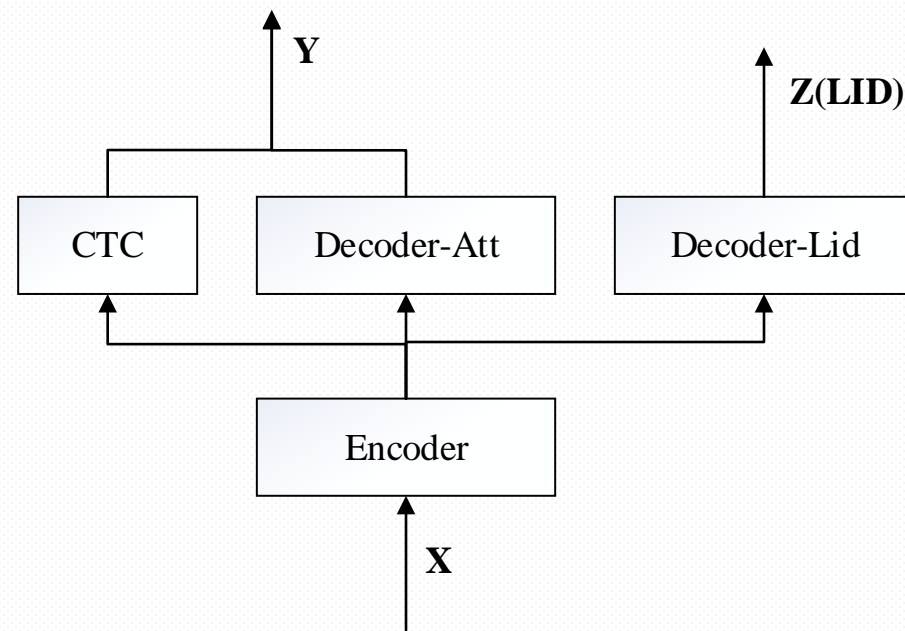 Y
Z(LID)
CTC
Decoder-Att
Decoder-Lid
Encoder
X